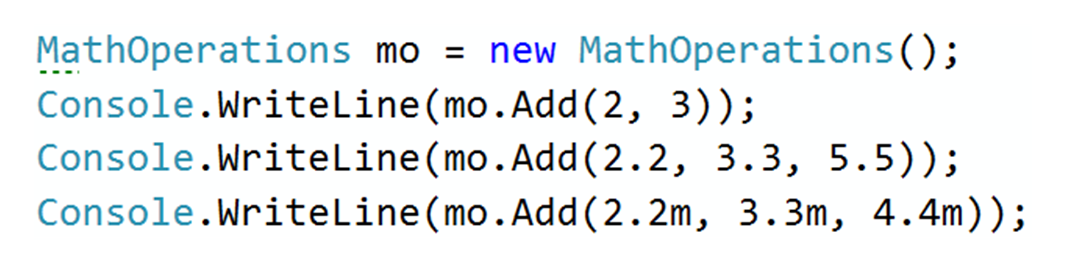 MathOperations mo = new MathOperations();
Console.WriteLine(mo.Add(2, 3));
Console.WriteLine(mo.Add(2.2, 3.3, 5.5));
Console.WriteLine(mo.Add(2.2m, 3.3m, 4.4m));